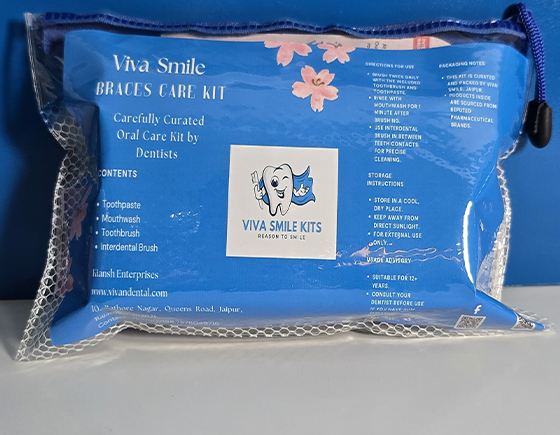 Viva Smile
BRACES CARE KIT
Carefully Curated
Oral Care Kit by
Dentists
CONTENTS
• Toothpaste
• Mouthwash
• Toothbrush
• Interdental Brush
Enterprises
www.vivandental.com
Nagar, Queens Road, Jaipur,
VIVA SMILE KITS
REASON TO SMILE
DIRECTIONS FOR USE
• BRUSH TWICE DAILY
WITH THE INCLUDED
TOOTHBRUSH AND
TOOTHPASTE.
• RINSE WITH
MOUTHWASH FOR 1
MINUTE AFTER
BRUSHING.
• USE INTERDENTAL
BRUSH IN BETWEEN
TEETH CONTACTS
FOR PRECISE
CLEANING.
STORAGE
INSTRUCTIONS
• STORE IN A COOL,
DRY PLACE.
• KEEP AWAY FROM
DIRECT SUNLIGHT.
• FOR EXTERNAL USE
ONLY.
USAGE ADVISORY
• SUITABLE FOR 12+
YEARS.
• CONSULT YOUR
DENTIST BEFORE USE
IF YOU HAVE
PACKAGING NOTES
• THIS KIT IS CURATED
AND PACKED BY VIVA
SMILE, JAIPUR.
• PRODUCTS INSIDE
ARE SOURCED FROM
REPUTED
PHARMACEUTICAL
BRANDS.
f